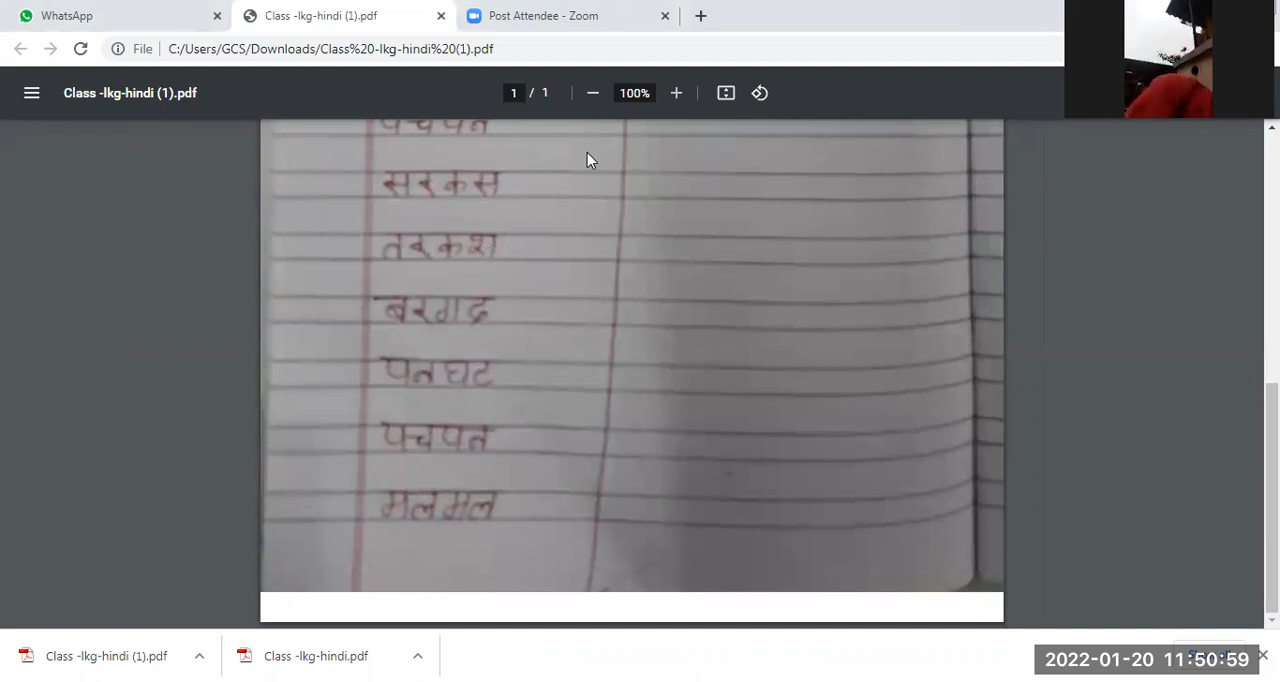 WhatsApp
Class -lkg-hindi (1).pdf
Post Attendee - Zoom
File C:/Users/GCS/Downloads/Class%20-lkg-hindi%20(1).pdf
Class -lkg-hindi (1).pdf
1 / 1
100%
पचपन
सरकस
तरकश
बरगद
पनघट
पचपन
मलमल
Class -lkg-hindi (1).pdf
Class -lkg-hindi.pdf
2022-01-20 11:50:59